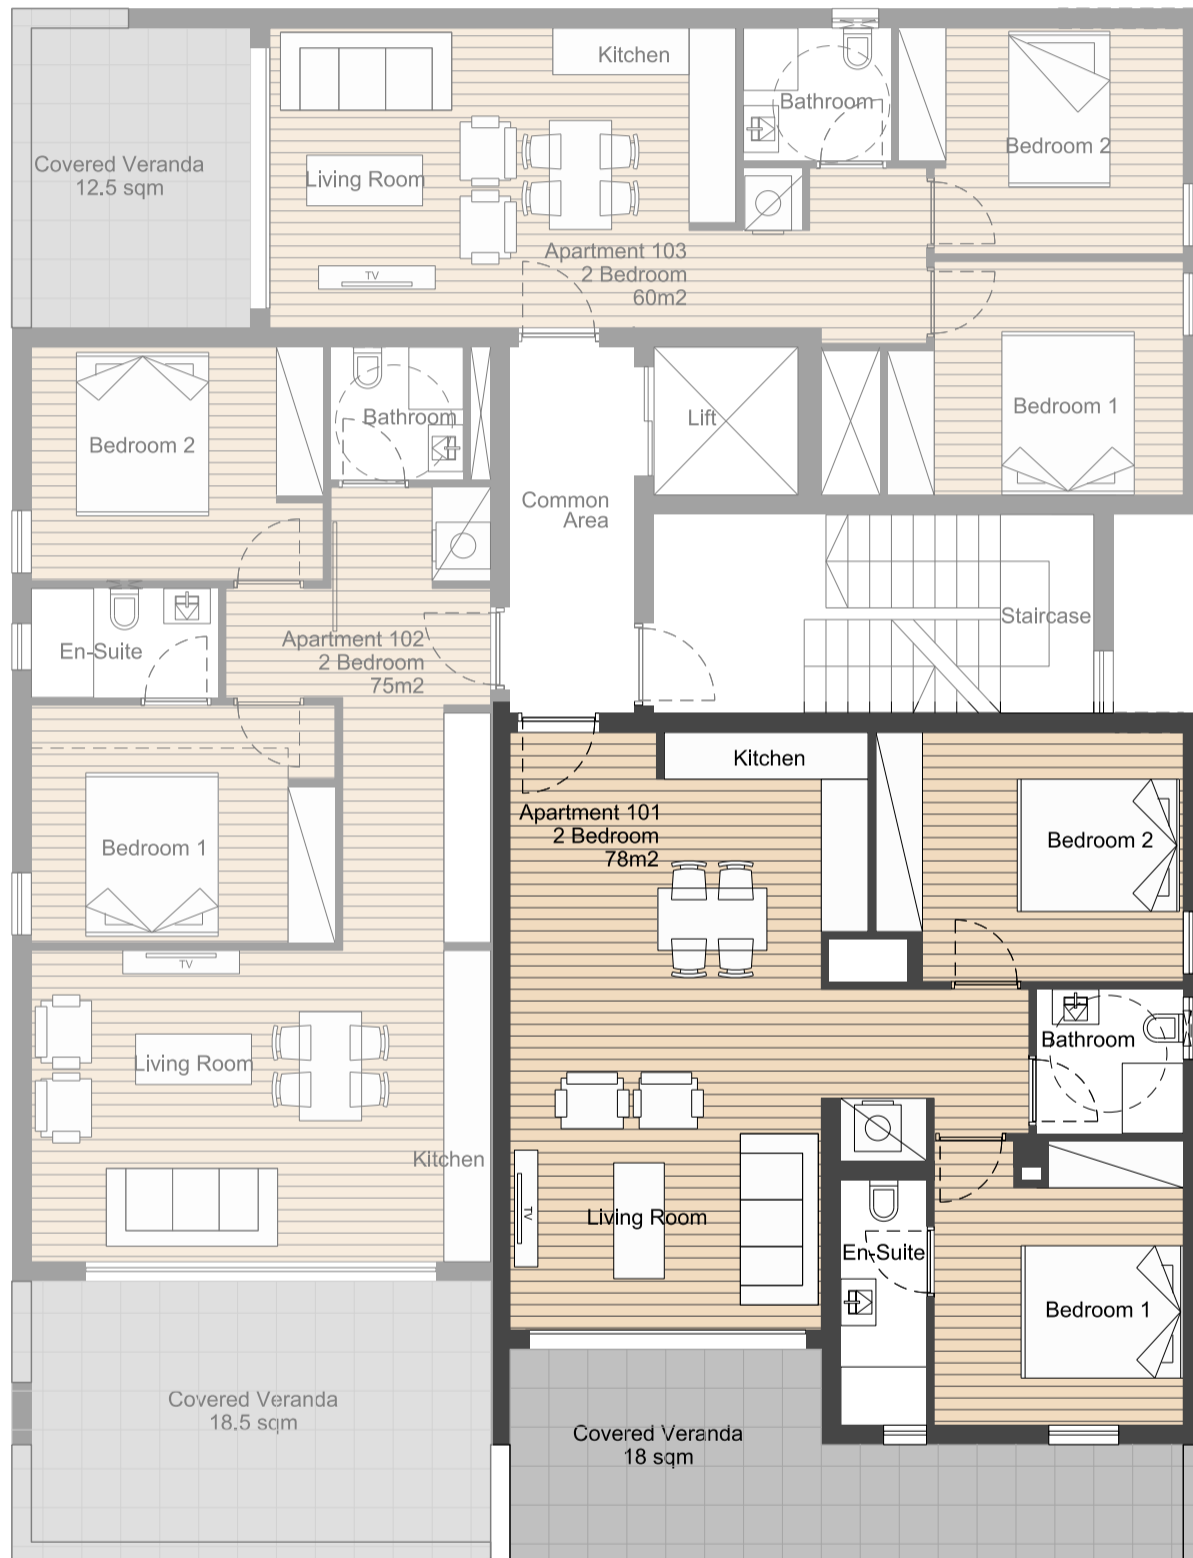 Kitchen
Bathroom
Bedroom 2
Covered Veranda
12.5 sqm
Living Room
Apartment 103
2 Bedroom
60m2
TV
Bedroom 2
Bathroom
Lift
Bedroom 1
Common
Area
Staircase
En-Suite
Apartment 102
2 Bedroom
75m2
Kitchen
Apartment 101
2 Bedroom
78m2
Bedroom 2
Bedroom 1
TV
Living Room
Bathroom
Kitchen
TV
Living Room
En-Suite
Bedroom 1
Covered Veranda
18.5 sqm
Covered Veranda
18 sqm